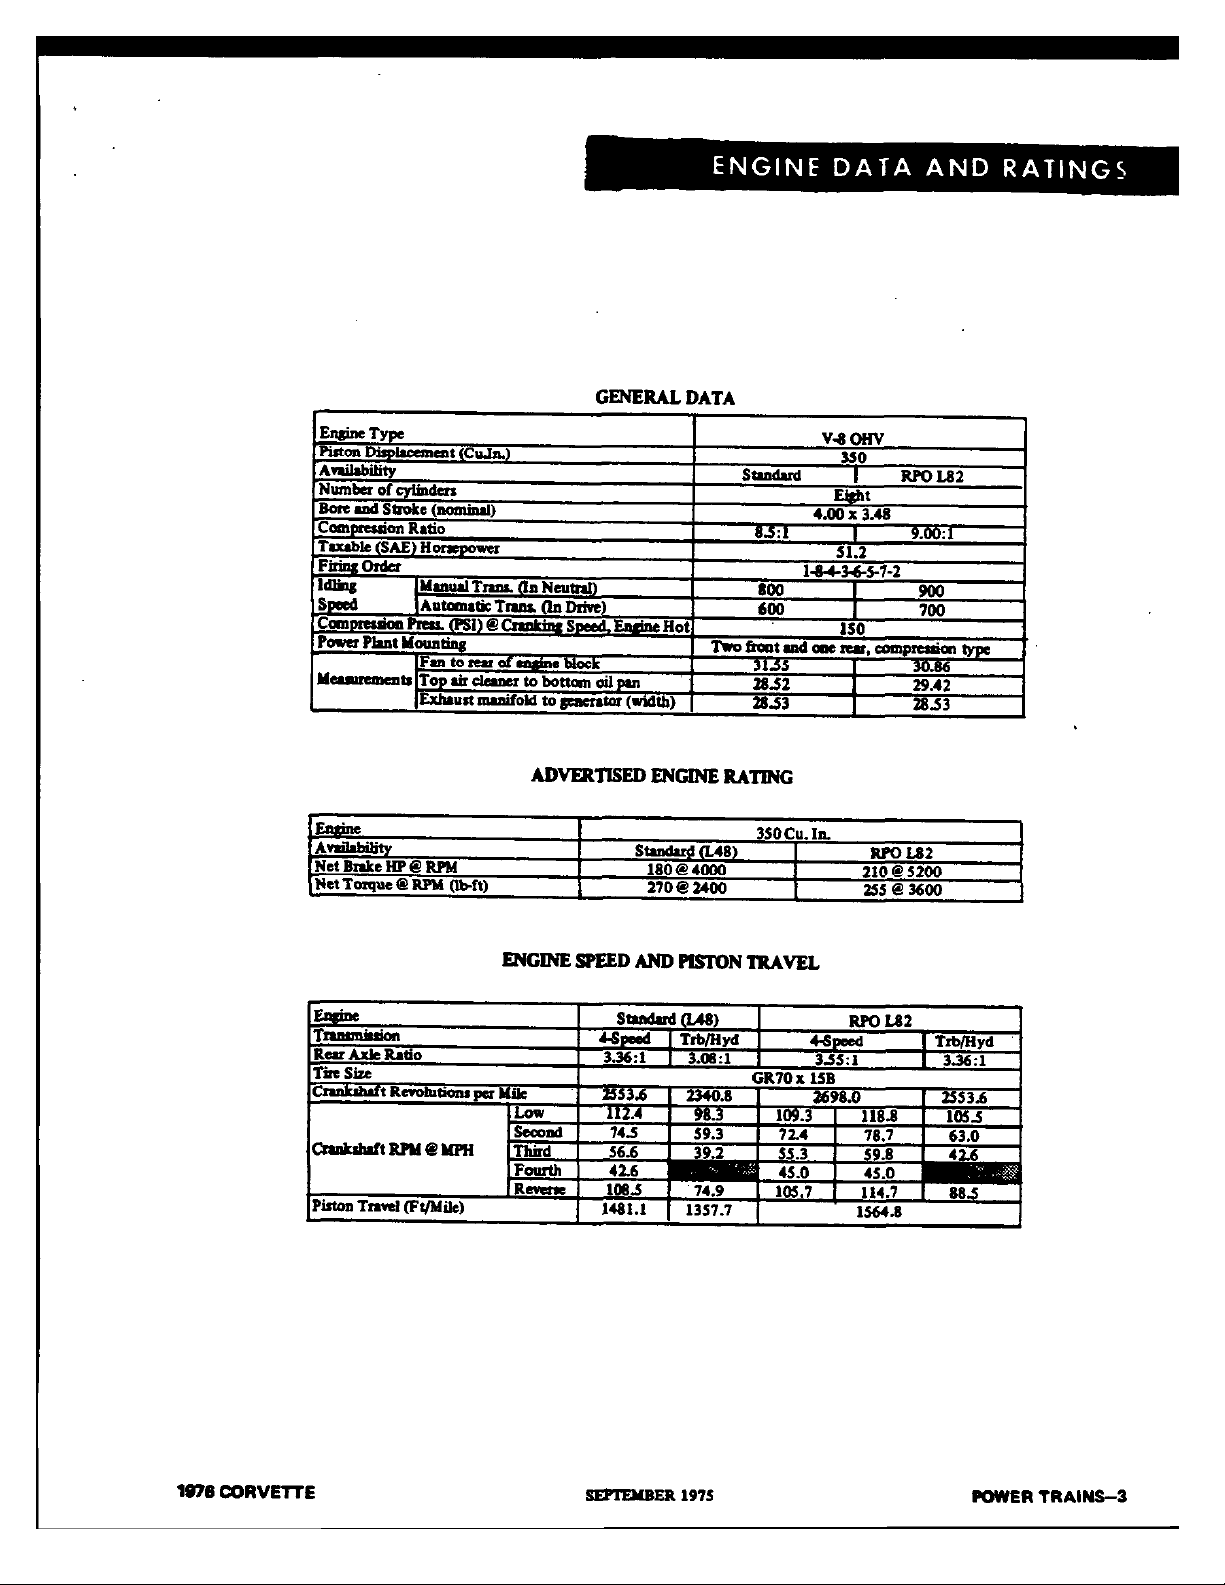 ENGINE DATA AND RATINGS
GENERAL DATA
Engine Type V-8 OHV
Piston Displacement (Cu.In.) 350
Availability Standard RPO L82
Number of cylinders Eight
Bore and Stroke (nominal) 4.00 x 3.48
Compression Ratio 8.5:1 9.00:1
Taxable (SAE) Horsepower 51.2
Firing Order 1-8-4-3-6-5-7-2
Idling Manual Trans. (In Neutral) 800 900
Speed Automatic Trans. (In Drive) 600 700
Compression Press. (PSI) @ Cranking Speed, Engine Hot 150
Power Plant Mounting Two front and one rear, compression type
Fan to rear of engine block 31.55 30.86
Measurements Top air cleaner to bottom oil pan 28.52 29.42
Exhaust manifold to generator (width) 28.53 28.53
ADVERTISED ENGINE RATING
Engine 350 Cu. In.
Availability Standard (L48) RPO L82
Net Brake HP @ RPM 180 @ 4000 210 @ 5200
Net Torque @ RPM (lb-ft) 270 @ 2400 255 @ 3600
ENGINE SPEED AND PISTON TRAVEL
Engine Standard (L48) RPO L82
Transmission 4-Speed Trb/Hyd 4-Speed Trb/Hyd
Rear Axle Ratio 3.36:1 3.08:1 3.55:1 3.36:1
Tire Size GR70 x 15B
Crankshaft Revolutions per Mile 2553.6 2340.8 2698.0 2553.6
Low 112.4 98.3 109.3 118.8 105.5
Second 74.5 59.3 72.4 78.7 63.0
Crankshaft RPM @ MPH Third 56.6 39.2 55.3 59.8 42.6
Fourth 42.6 45.0 45.0
Reverse 108.5 74.9 105.7 114.7 88.5
Piston Travel (Ft/Mile) 1481.1 1357.7 1564.8
1976 CORVETTE SEPTEMBER 1975 POWER TRAINS-3